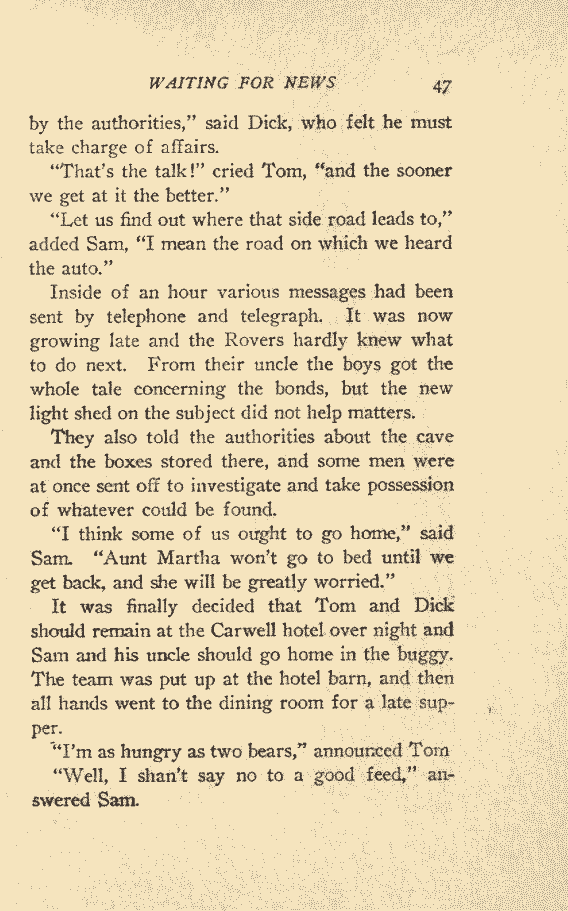 WAITING FOR NEWS 47
by the authorities,” said Dick, who felt he must
take charge of affairs.
“That’s the talk!” cried Tom, “and the sooner
we get at it the better.”
“Let us find out where that side road leads to,”
added Sam, “I mean the road on which we heard
the auto.”
Inside of an hour various messages had been
sent by telephone and telegraph. It was now
growing late and the Rovers hardly knew what
to do next. From their uncle the boys got the
whole tale concerning the bonds, but the new
light shed on the subject did not help matters.
They also told the authorities about the cave
and the boxes stored there, and some men were
at once sent off to investigate and take possession
of whatever could be found.
“I think some of us ought to go home,” said
Sam. “Aunt Martha won’t go to bed until we
get back, and she will be greatly worried.”
It was finally decided that Tom and Dick
should remain at the Carwell hotel over night and
Sam and his uncle should go home in the buggy.
The team was put up at the hotel barn, and then
all hands went to the dining room for a late sup-
per.
“I’m as hungry as two bears,” announced Tom
“Well, I shan’t say no to a good feed,” an-
swered Sam.